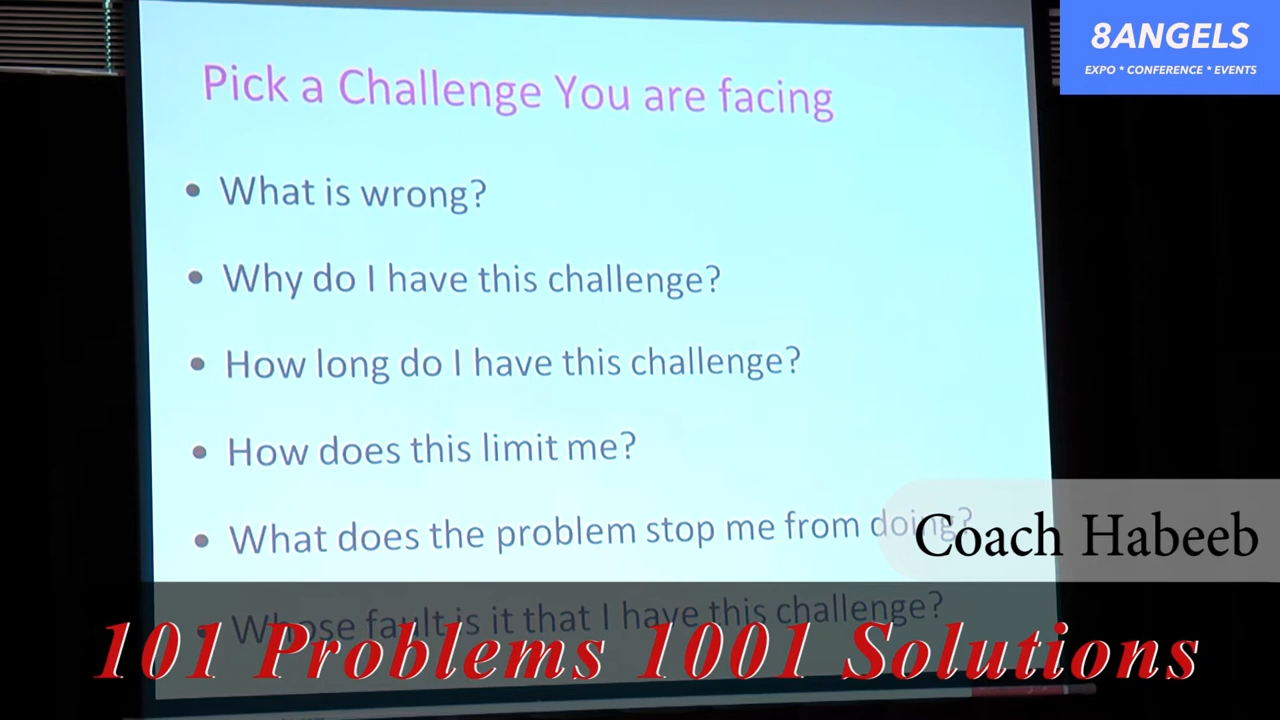 8ANGELS
EXPO * CONFERENCE * EVENTS
Pick a Challenge You are facing
• What is wrong?
• Why do I have this challenge?
• How long do I have this challenge?
• How does this limit me?
• What does the problem stop me from doing?
Coach Habeeb
• Whose fault is it that I have this challenge?
101 Problems 1001 Solutions